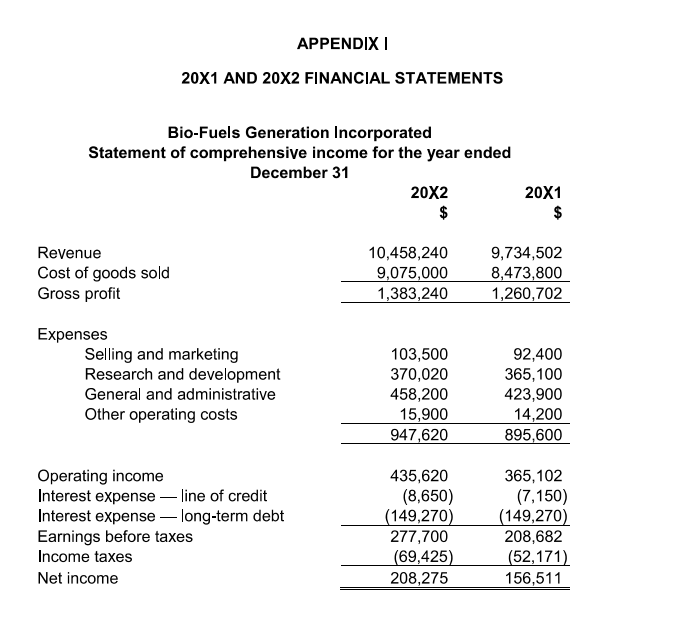 APPENDIX I
20X1 AND 20X2 FINANCIAL STATEMENTS
Bio-Fuels Generation Incorporated
Statement of comprehensive income for the year ended
December 31
20X2 20X1
$ $
Revenue 10,458,240 9,734,502
Cost of goods sold 9,075,000 8,473,800
Gross profit 1,383,240 1,260,702
Expenses
Selling and marketing 103,500 92,400
Research and development 370,020 365,100
General and administrative 458,200 423,900
Other operating costs 15,900 14,200
947,620 895,600
Operating income 435,620 365,102
Interest expense — line of credit (8,650) (7,150)
Interest expense — long-term debt (149,270) (149,270)
Earnings before taxes 277,700 208,682
Income taxes (69,425) (52,171)
Net income 208,275 156,511